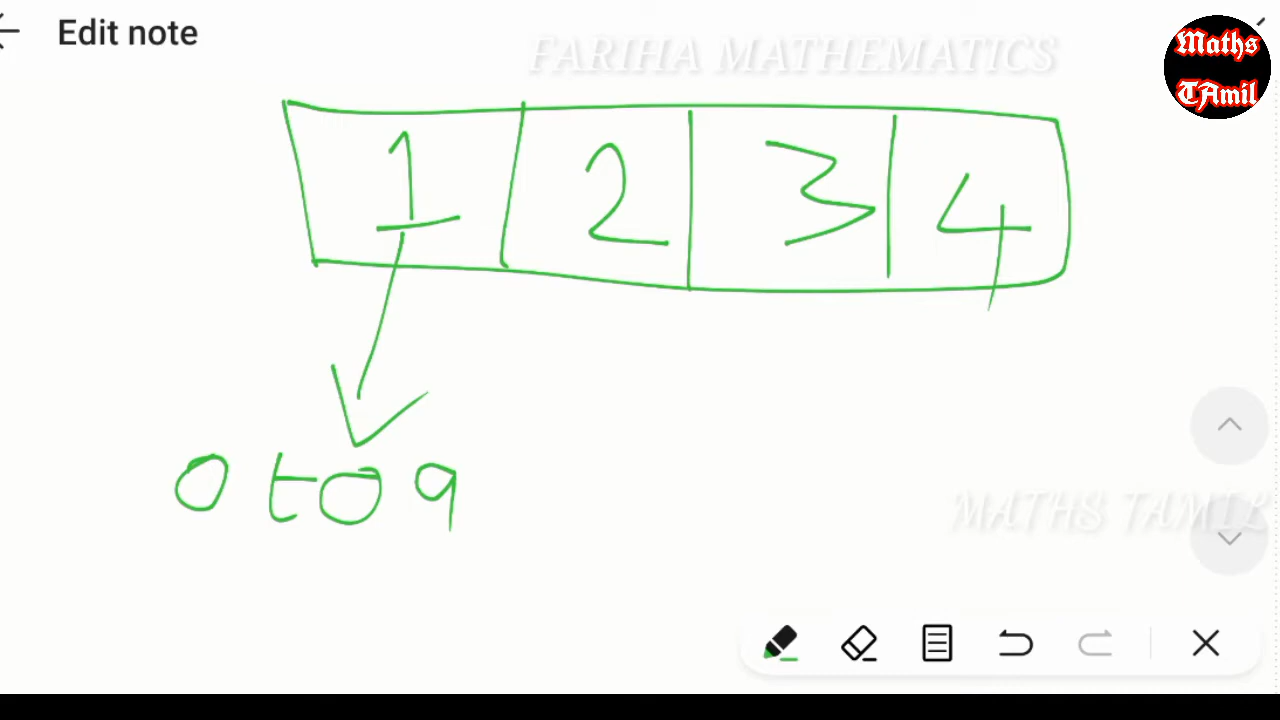 Edit note
FARIHA MATHEMATICS
Maths
TAmil
1 2 3 4
0 to 9
MATHS TAMIL